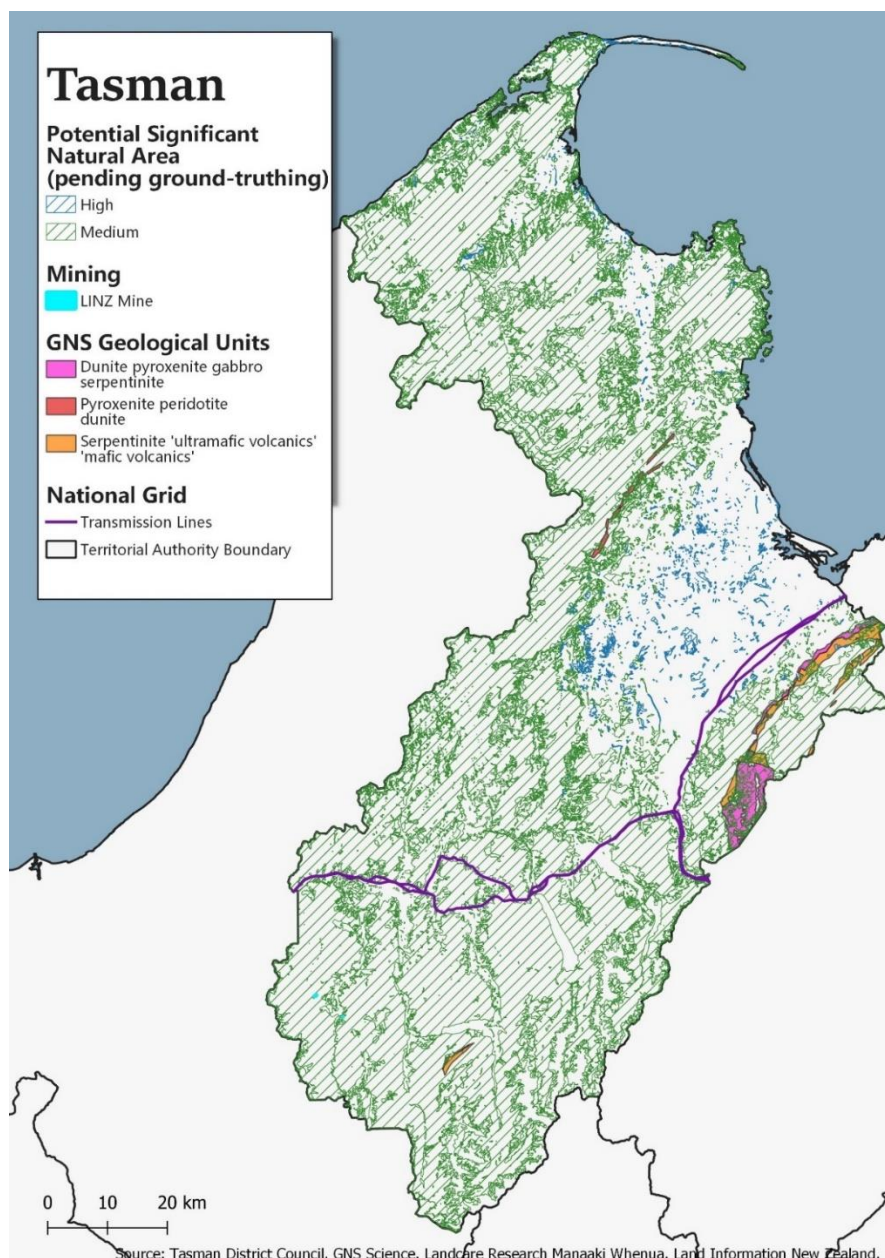 Tasman
Potential Significant
Natural Area
(pending ground-truthing)
High
Medium
Mining
LINZ Mine
GNS Geological Units
Dunite pyroxenite gabbro
serpentinite
Pyroxenite peridotite
dunite
Serpentinite 'ultramafic volcanics'
'mafic volcanics'
National Grid
Transmission Lines
Territorial Authority Boundary
0 10 20 km
Source: Tasman District Council, GNS Science, Landcare Research Manaaki Whenua, Land Information New Zealand